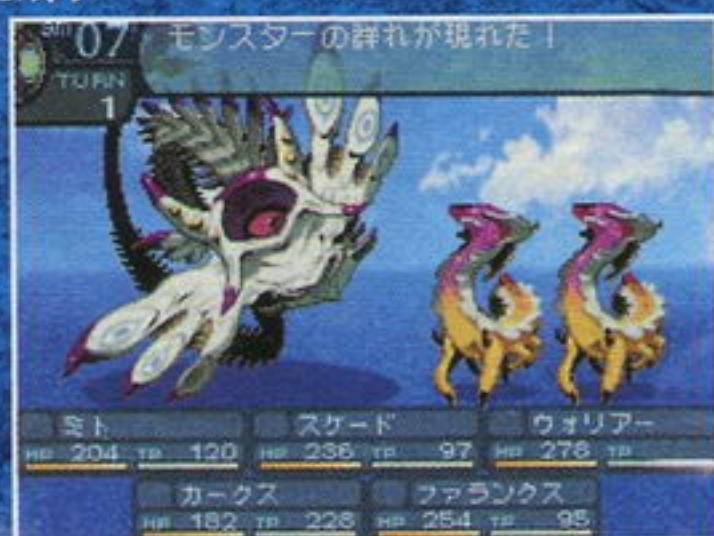 07 モンスターの群れが現れた！
TURN
1
ミト スケード ウォリアー
HP 204 TP 120 HP 236 TP 97 HP 278 TP
カークス ファランクス
HP 182 TP 228 HP 254 TP 95